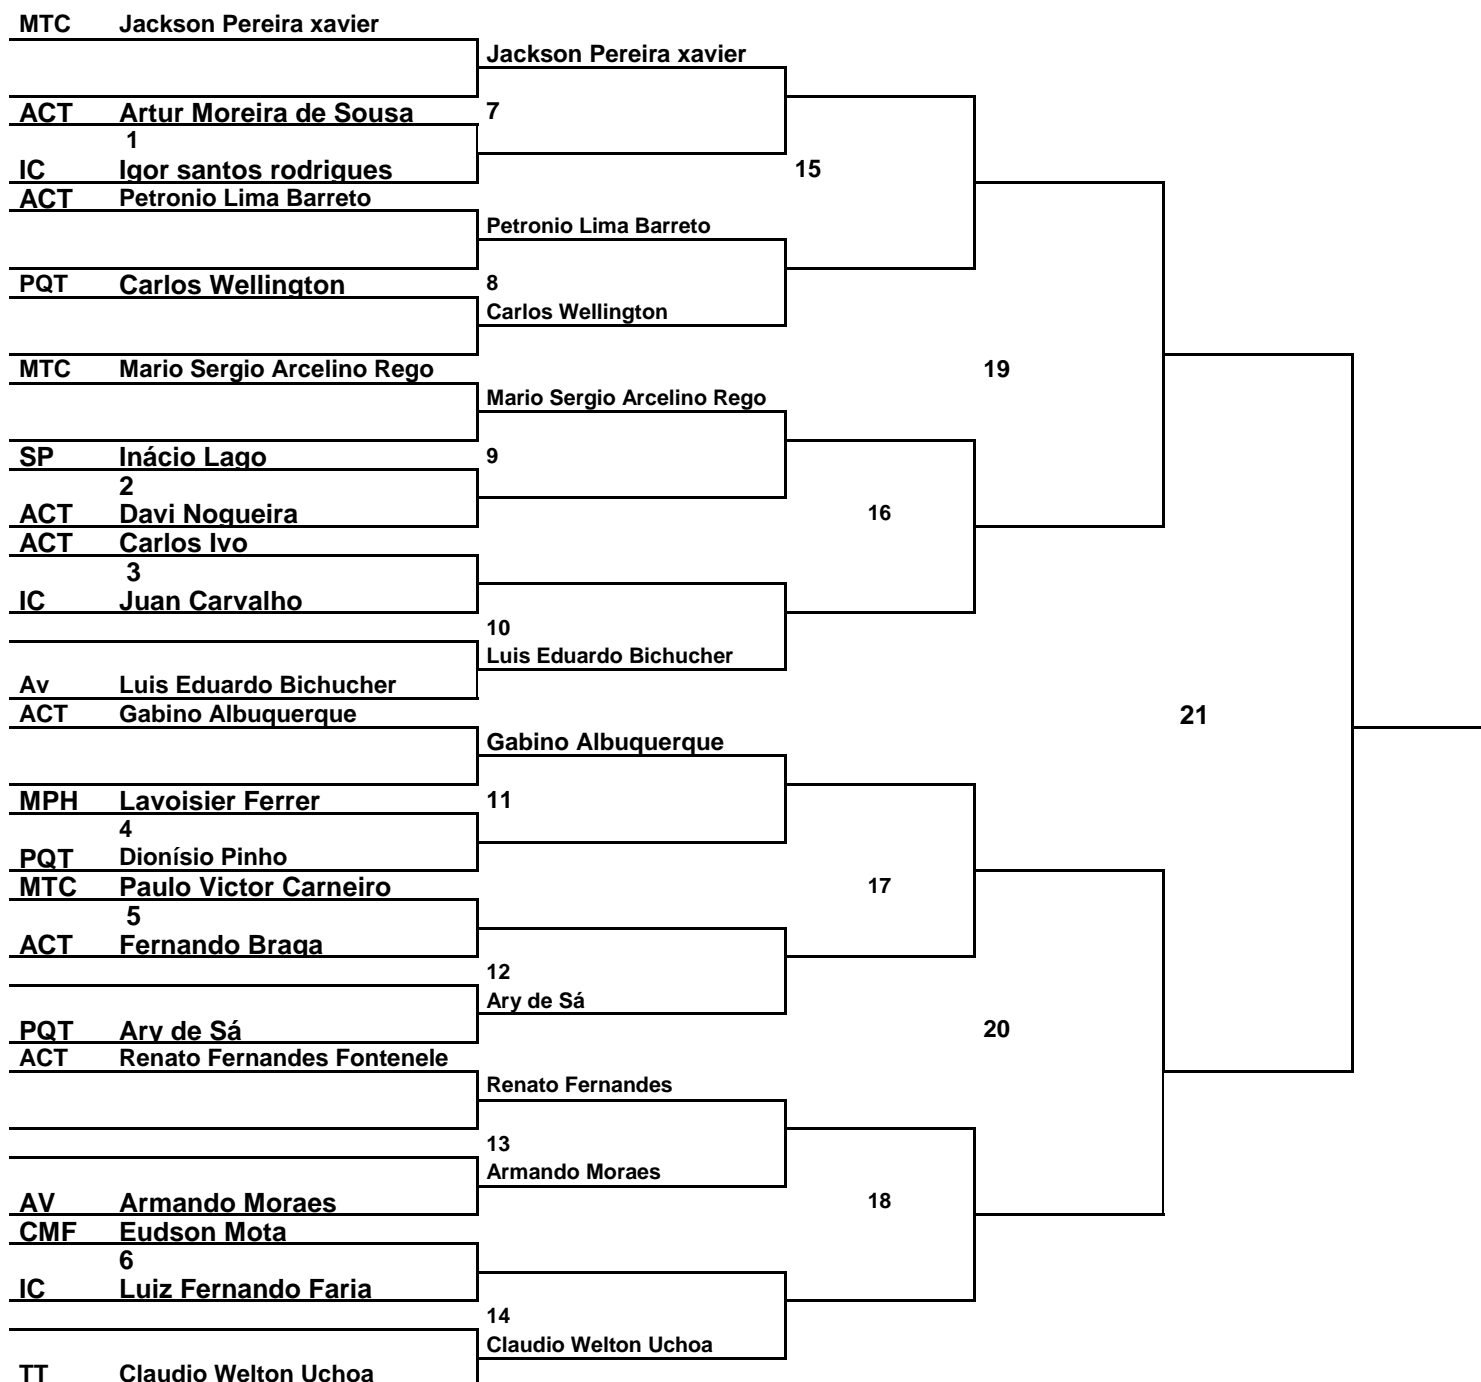 MTC Jackson Pereira xavier
Jackson Pereira xavier
ACT Artur Moreira de Sousa
7
1
IC Igor santos rodrigues
15
ACT Petronio Lima Barreto
Petronio Lima Barreto
PQT Carlos Wellington
8
Carlos Wellington
MTC Mario Sergio Arcelino Rego
19
Mario Sergio Arcelino Rego
SP Inácio Lago
9
2
ACT Davi Nogueira
16
ACT Carlos Ivo
3
IC Juan Carvalho
10
Luis Eduardo Bichucher
Av Luis Eduardo Bichucher
ACT Gabino Albuquerque
21
Gabino Albuquerque
MPH Lavoisier Ferrer
11
4
PQT Dionísio Pinho
MTC Paulo Victor Carneiro
17
5
ACT Fernando Braga
12
Ary de Sá
PQT Ary de Sá
20
ACT Renato Fernandes Fontenele
Renato Fernandes
13
Armando Moraes
AV Armando Moraes
18
CMF Eudson Mota
6
IC Luiz Fernando Faria
14
Claudio Welton Uchoa
TT Claudio Welton Uchoa